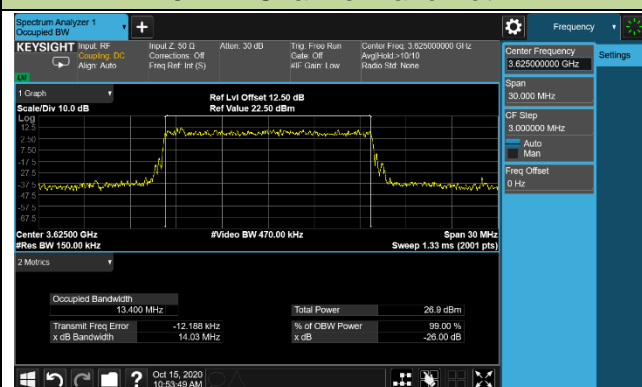 Spectrum Analyzer 1
Occupied BW
+
Frequency
KEYSIGHT
Input: RF
Coupling: DC
Align: Auto
Input Z: 50 Ω
Corrections: Off
Freq Ref: Int (S)
Atten: 30 dB
Trig: Free Run
Gate: Off
#IF Gain: Low
Center Freq: 3.625000000 GHz
Avg|Hold:>10/10
Radio Std: None
Center Frequency
3.625000000 GHz
Settings
Span
30.000 MHz
CF Step
3.000000 MHz
Auto
Man
Freq Offset
0 Hz
1 Graph
Scale/Div 10.0 dB
Ref Lvl Offset 12.50 dB
Ref Value 22.50 dBm
Log
12.5
2.50
-7.50
-17.5
-27.5
-37.5
-47.5
-57.5
-67.5
Center 3.62500 GHz
#Res BW 150.00 kHz
#Video BW 470.00 kHz
Span 30 MHz
Sweep 1.33 ms (2001 pts)
2 Metrics
Occupied Bandwidth
13.400 MHz
Total Power 26.9 dBm
Transmit Freq Error -12.188 kHz
% of OBW Power 99.00 %
x dB Bandwidth 14.03 MHz
x dB -26.00 dB
?
Oct 15, 2020
10:53:49 AM